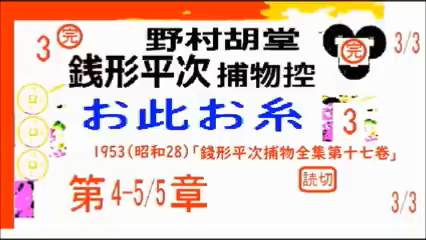 3 完 野村胡堂 完 3/3
銭形平次 捕物控
お此お糸 3
1953(昭和28)「銭形平次捕物全集第十七巻」
第4-5/5章 読切 3/3